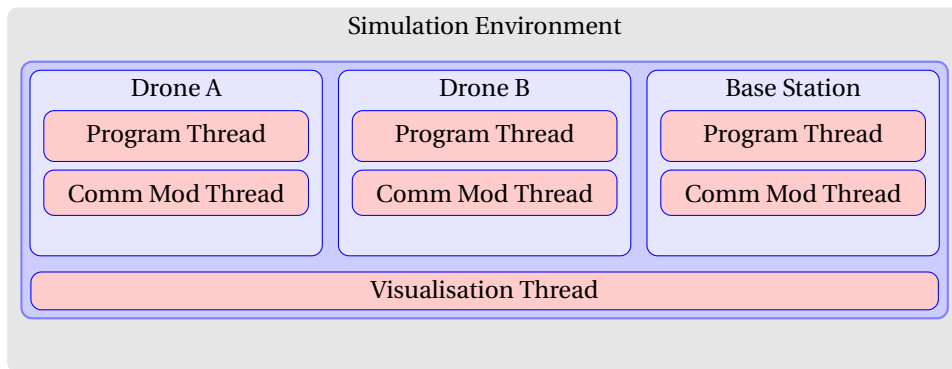 Simulation Environment
Drone A
Drone B
Base Station
Program Thread
Program Thread
Program Thread
Comm Mod Thread
Comm Mod Thread
Comm Mod Thread
Visualisation Thread